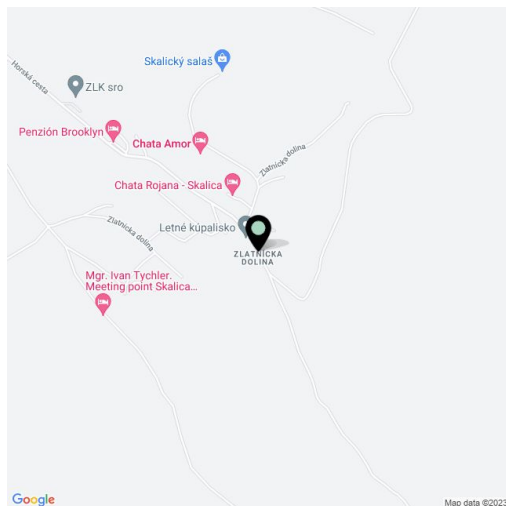 Skalický salaš
Horská cesta
ZLK sro
Penzión Brooklyn
Chata Amor
Zlatnícka dolina
Chata Rojana - Skalica
Letné kúpalisko
Zlatnícka dolina
ZLATNÍCKA
DOLINA
Mgr. Ivan Tychler.
Meeting point Skalica...
Google
Map data ©2023